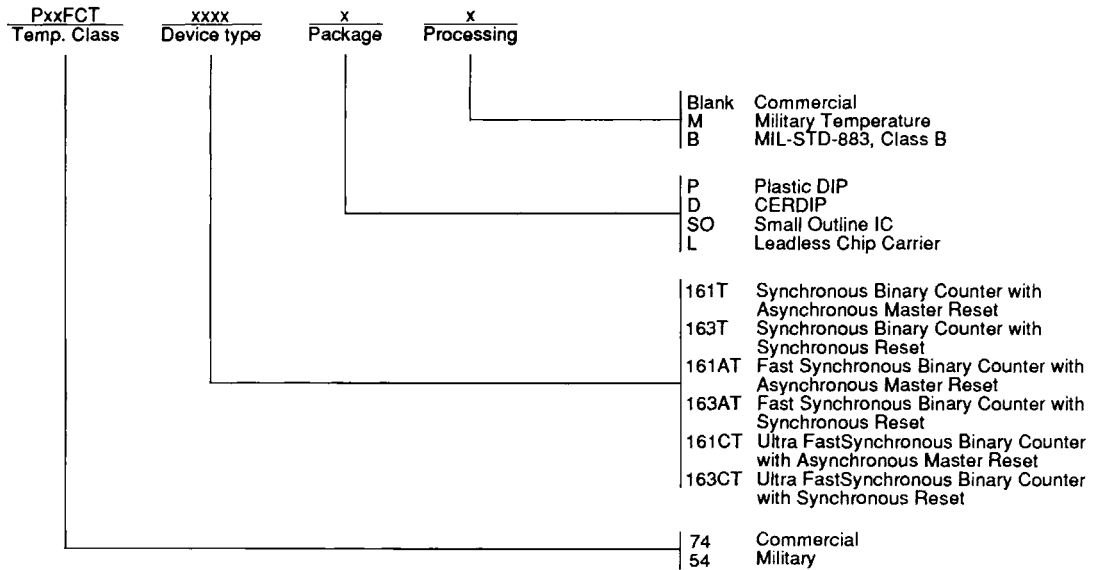 PxxFCT xxxx x x
Temp. Class Device type Package Processing
Blank Commercial
M Military Temperature
B MIL-STD-883, Class B
P Plastic DIP
D CERDIP
SO Small Outline IC
L Leadless Chip Carrier
161T Synchronous Binary Counter with
Asynchronous Master Reset
163T Synchronous Binary Counter with
Synchronous Reset
161AT Fast Synchronous Binary Counter with
Asynchronous Master Reset
163AT Fast Synchronous Binary Counter with
Synchronous Reset
161CT Ultra FastSynchronous Binary Counter
with Asynchronous Master Reset
163CT Ultra FastSynchronous Binary Counter
with Synchronous Reset
74 Commercial
54 Military